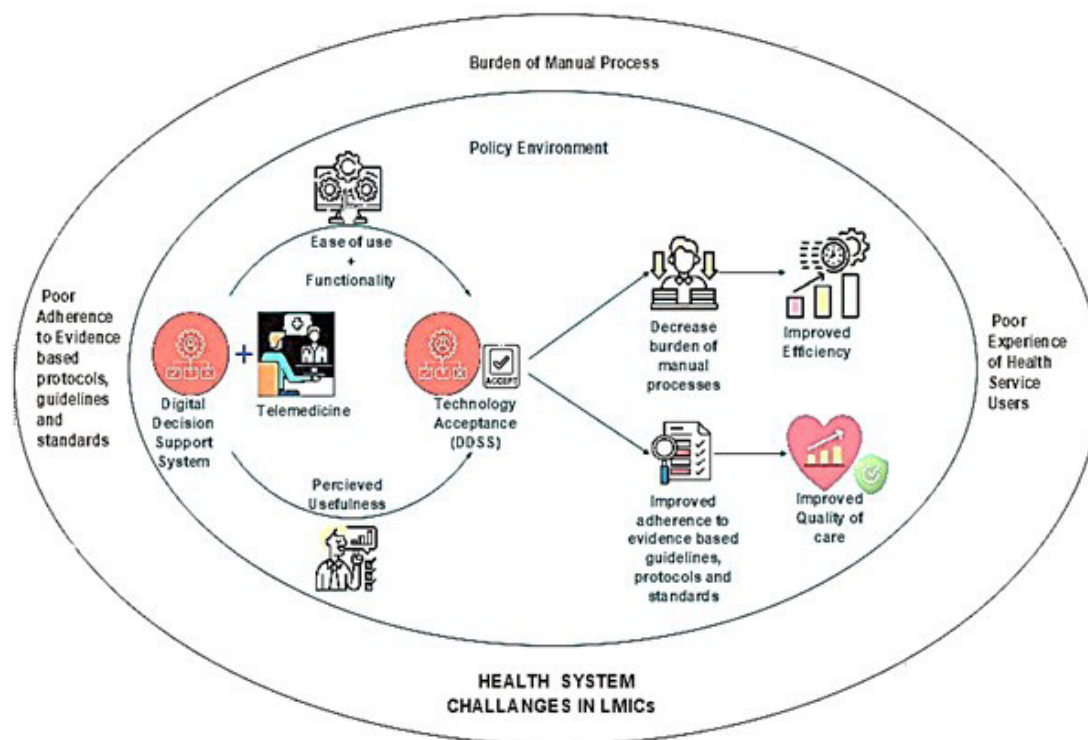 Burden of Manual Process
Policy Environment
Ease of use
+
Functionality
Poor
Adherence
to Evidence
based
protocols,
guidelines
and
standards
+
Digital
Decision
Support
System
Telemedicine
ACCEPT
Technology
Acceptance
(DDSS)
Percieved
Usefulness
Decrease
burden of
manual
processes
Improved
Efficiency
Improved
adherence to
evidence based
guidelines,
protocols and
standards
Improved
Quality of
care
Poor
Experience
of Health
Service
Users
HEALTH SYSTEM
CHALLANGES IN LMICs